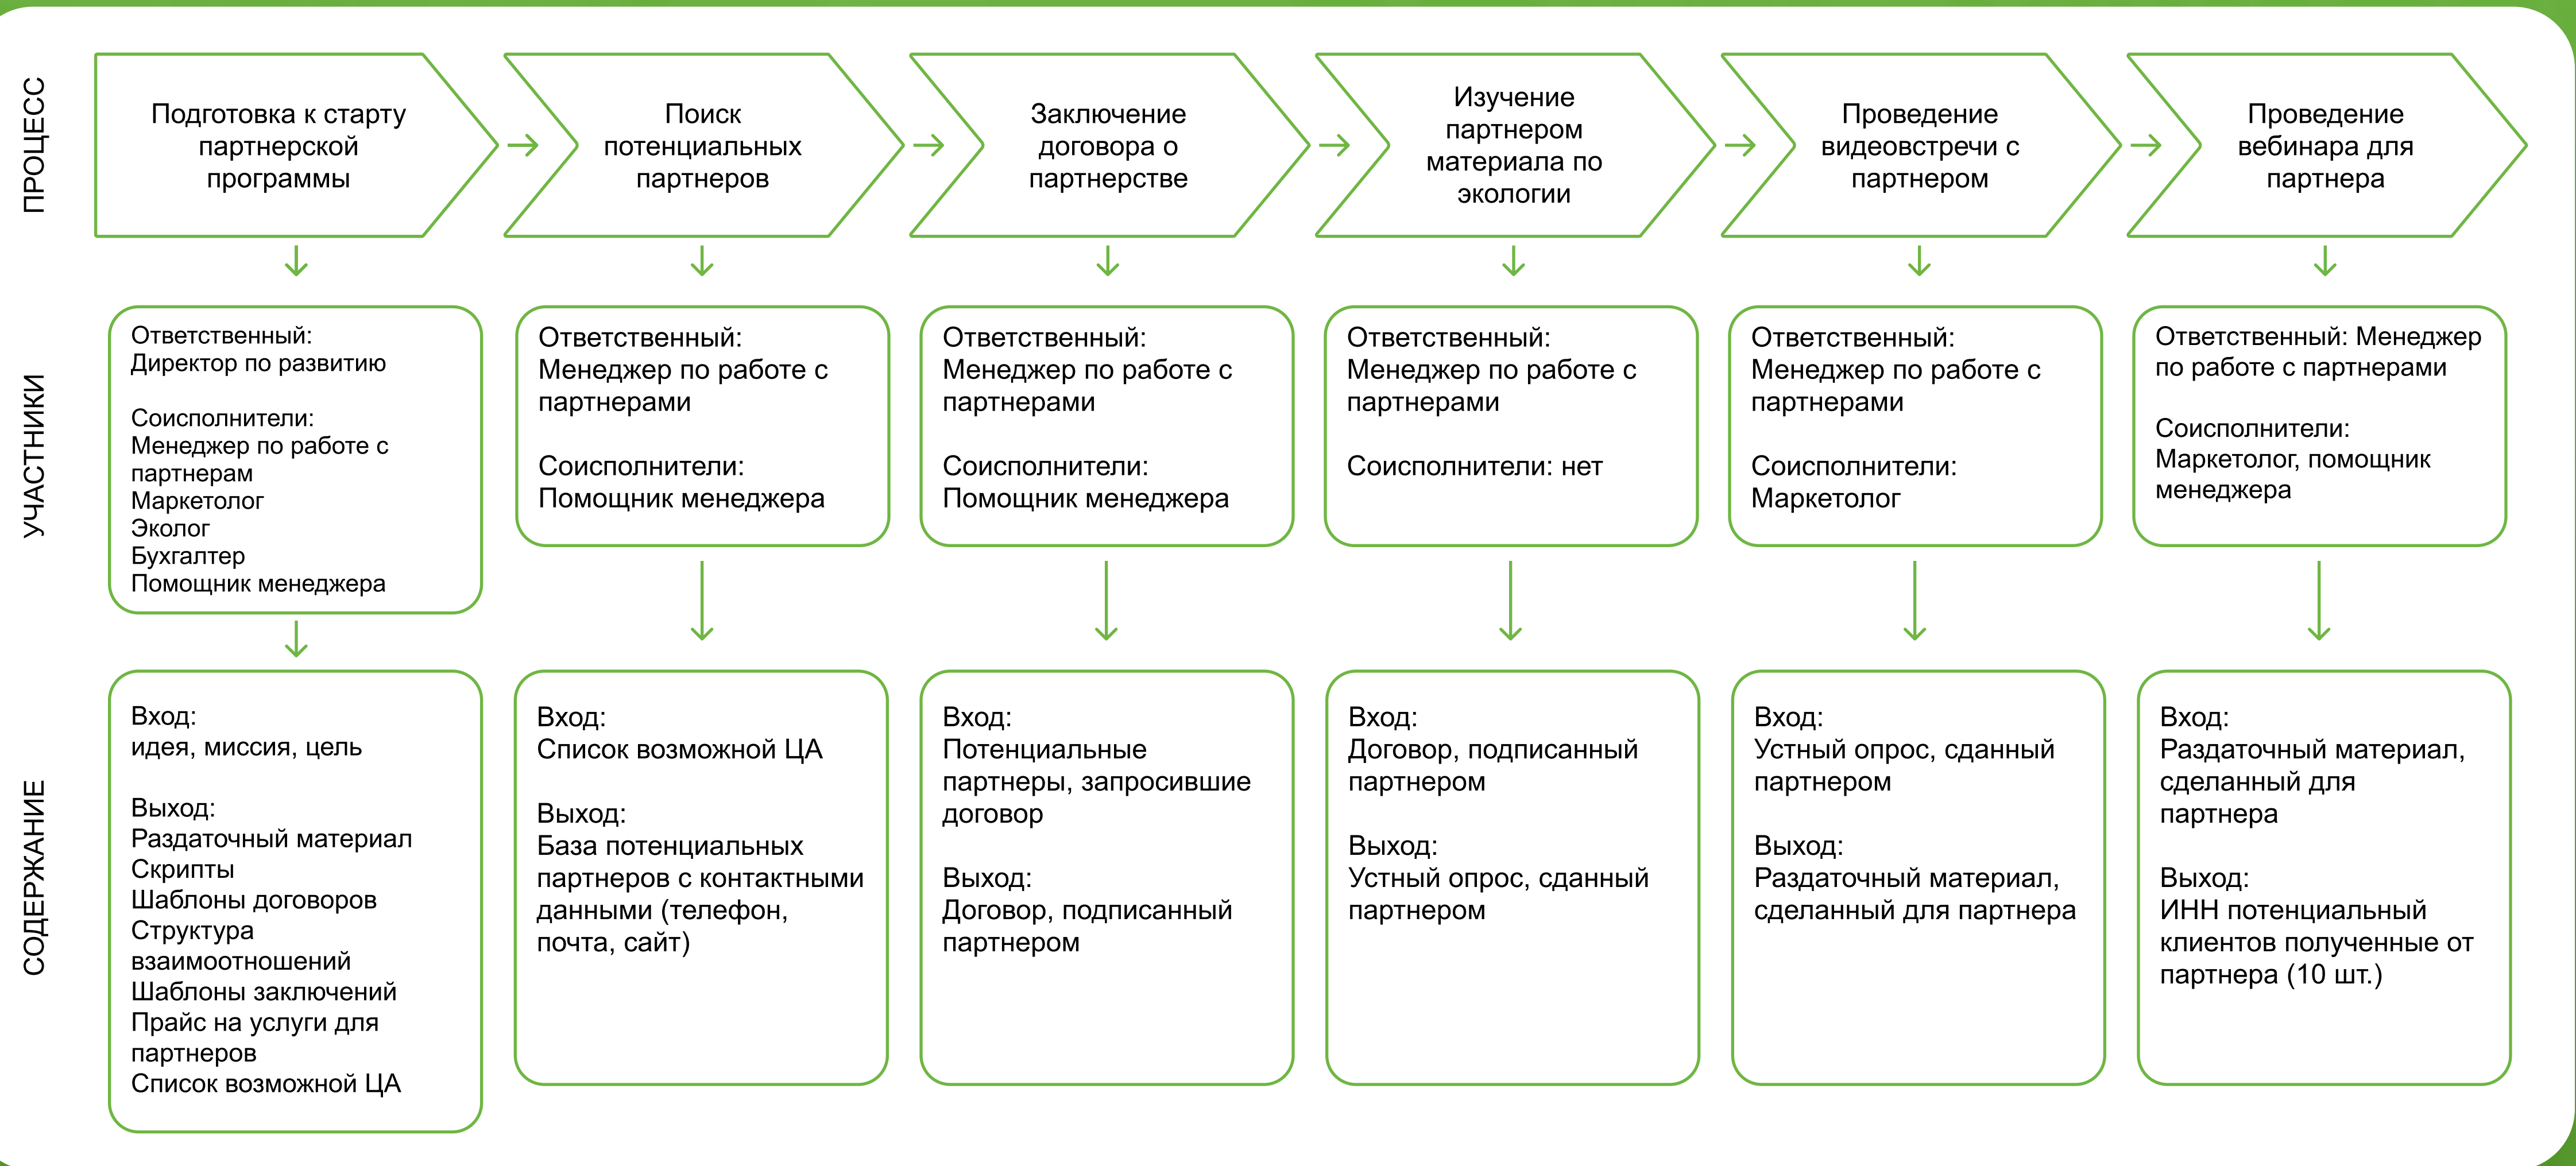 ПРОЦЕСС
Подготовка к старту
партнерской
программы
Поиск
потенциальных
партнеров
Заключение
договора о
партнерстве
Изучение
партнером
материала по
экологии
Проведение
видеовстречи с
партнером
Проведение
вебинара для
партнера
УЧАСТНИКИ
Ответственный:
Директор по развитию
Соисполнители:
Менеджер по работе с
партнерам
Маркетолог
Эколог
Бухгалтер
Помощник менеджера
Ответственный:
Менеджер по работе с
партнерами
Соисполнители:
Помощник менеджера
Ответственный:
Менеджер по работе с
партнерами
Соисполнители:
Помощник менеджера
Ответственный:
Менеджер по работе с
партнерами
Соисполнители: нет
Ответственный:
Менеджер по работе с
партнерами
Соисполнители:
Маркетолог
Ответственный: Менеджер
по работе с партнерами
Соисполнители:
Маркетолог, помощник
менеджера
СОДЕРЖАНИЕ
Вход:
идея, миссия, цель
Выход:
Раздаточный материал
Скрипты
Шаблоны договоров
Структура
взаимоотношений
Шаблоны заключений
Прайс на услуги для
партнеров
Список возможной ЦА
Вход:
Список возможной ЦА
Выход:
База потенциальных
партнеров с контактными
данными (телефон,
почта, сайт)
Вход:
Потенциальные
партнеры, запросившие
договор
Выход:
Договор, подписанный
партнером
Вход:
Договор, подписанный
партнером
Выход:
Устный опрос, сданный
партнером
Вход:
Устный опрос, сданный
партнером
Выход:
Раздаточный материал,
сделанный для партнера
Вход:
Раздаточный материал,
сделанный для
партнера
Выход:
ИНН потенциальный
клиентов полученные от
партнера (10 шт.)